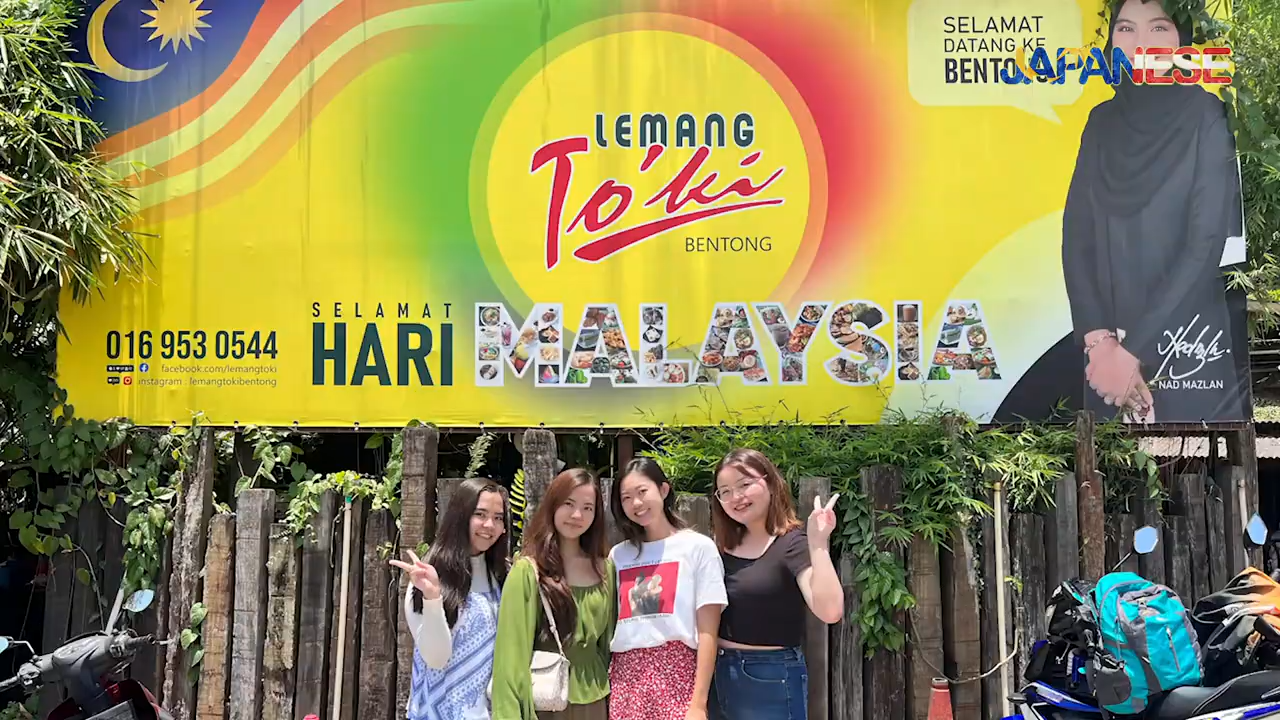 SELAMAT
DATANG KE
BENTONG
JAPANESE
LEMANG
To'ki
BENTONG
SELAMAT
HARI MALAYSIA
016 953 0544
facebook.com/lemangtoki
instagram : lemangtokibentong
NAD MAZLAN